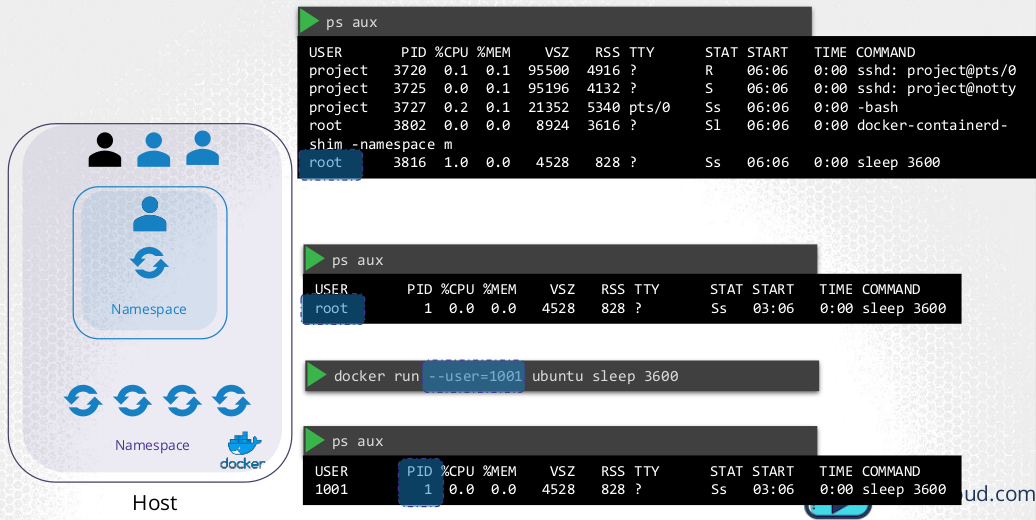 ps aux
USER PID %CPU %MEM VSZ RSS TTY STAT START TIME COMMAND
project 3720 0.1 0.1 95500 4916 ? R 06:06 0:00 sshd: project@pts/0
project 3725 0.0 0.1 95196 4132 ? S 06:06 0:00 sshd: project@notty
project 3727 0.2 0.1 21352 5340 pts/0 Ss 06:06 0:00 -bash
root 3802 0.0 0.0 8924 3616 ? Sl 06:06 0:00 docker-containerd-
shim -namespace m
root 3816 1.0 0.0 4528 828 ? Ss 06:06 0:00 sleep 3600
ps aux
USER PID %CPU %MEM VSZ RSS TTY STAT START TIME COMMAND
root 1 0.0 0.0 4528 828 ? Ss 03:06 0:00 sleep 3600
docker run --user=1001 ubuntu sleep 3600
ps aux
USER PID %CPU %MEM VSZ RSS TTY STAT START TIME COMMAND
1001 1 0.0 0.0 4528 828 ? Ss 03:06 0:00 sleep 3600
Namespace
Namespace
docker
Host
oud.com